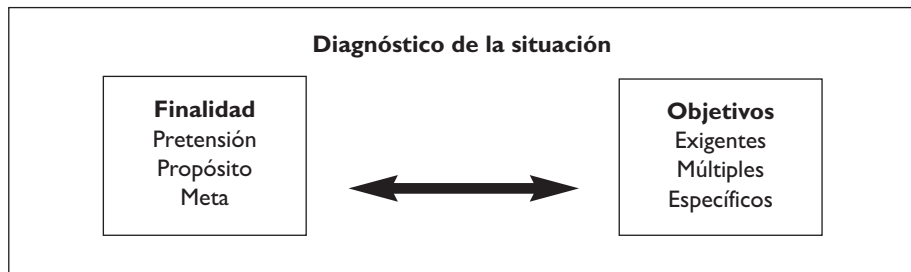 Diagnóstico de la situación
Finalidad
Pretensión
Propósito
Meta
Objetivos
Exigentes
Múltiples
Específicos